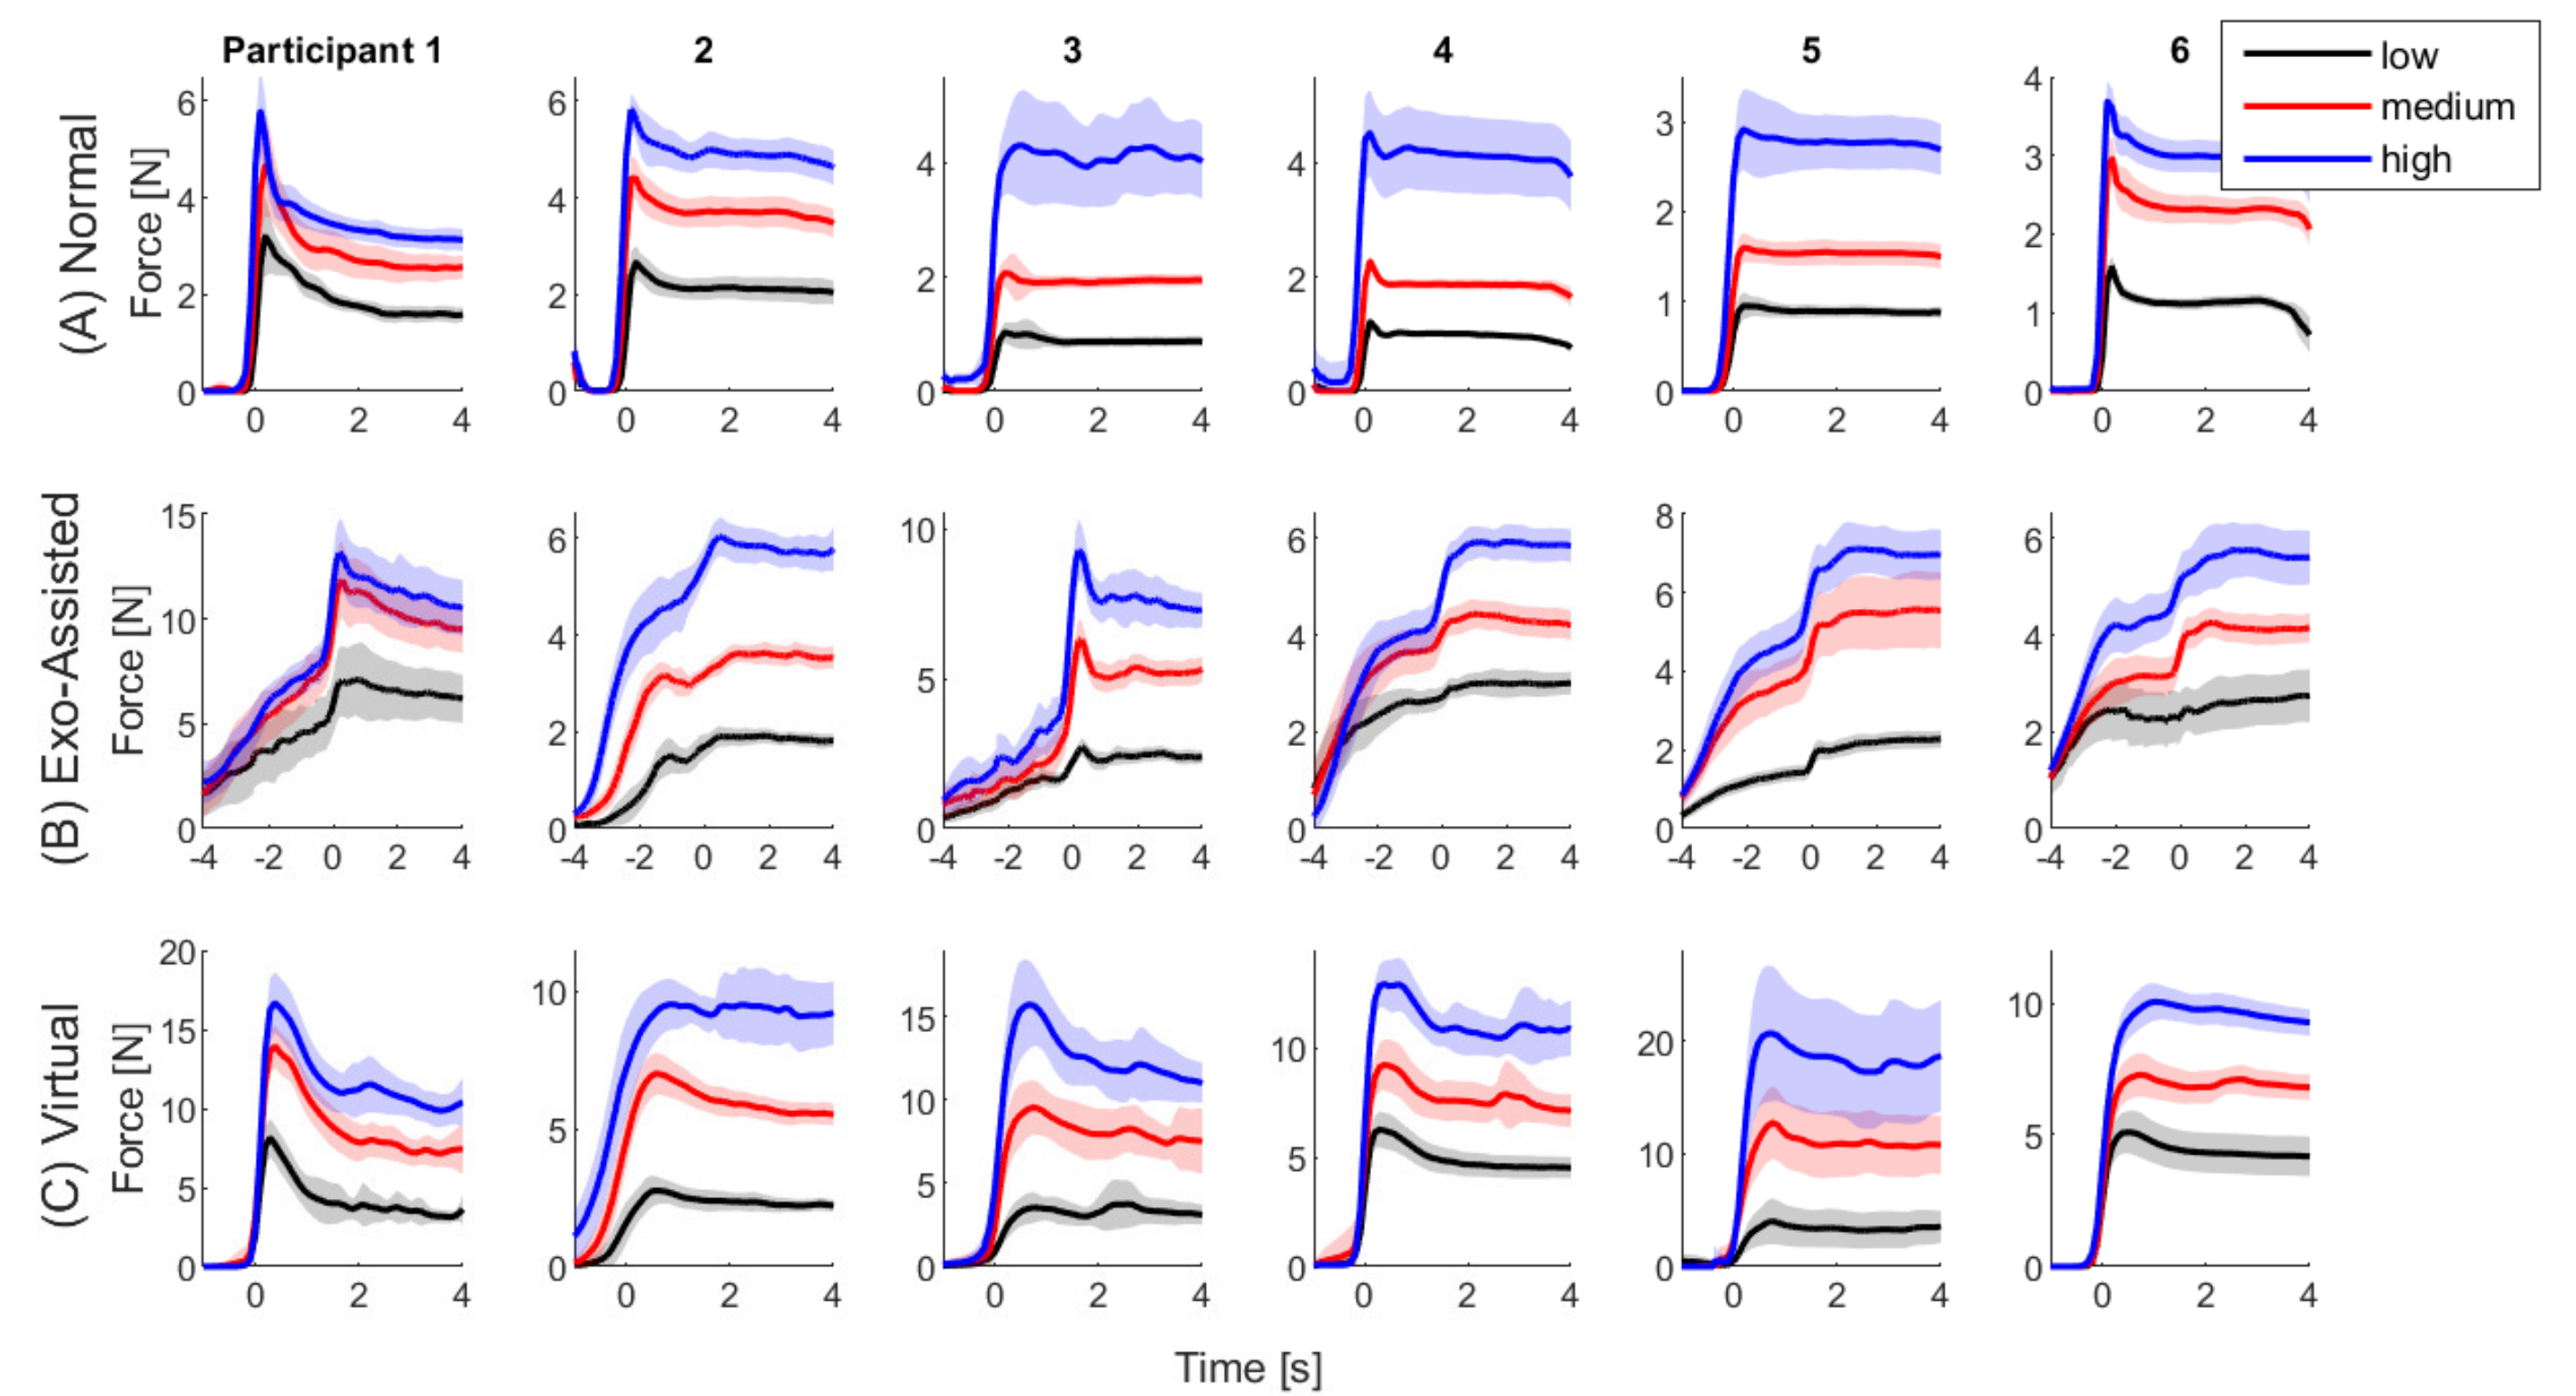 Participant 1 2 3 4 5 6
low
medium
high
(A) Normal
Force [N]
6 4 2 0
0 2 4
6 4 2 0
0 2 4
4 2 0
0 2 4
4 2 0
0 2 4
3 2 1 0
0 2 4
4 3 2 1 0
0 2 4
(B) Exo-Assisted
Force [N]
15 10 5 0
-4 -2 0 2 4
6 4 2 0
-4 -2 0 2 4
10 5 0
-4 -2 0 2 4
6 4 2 0
-4 -2 0 2 4
8 6 4 2 0
-4 -2 0 2 4
6 4 2 0
-4 -2 0 2 4
(C) Virtual
Force [N]
20 15 10 5 0
0 2 4
10 5 0
0 2 4
15 10 5 0
0 2 4
10 5 0
0 2 4
20 10 0
0 2 4
10 5 0
0 2 4
Time [s]